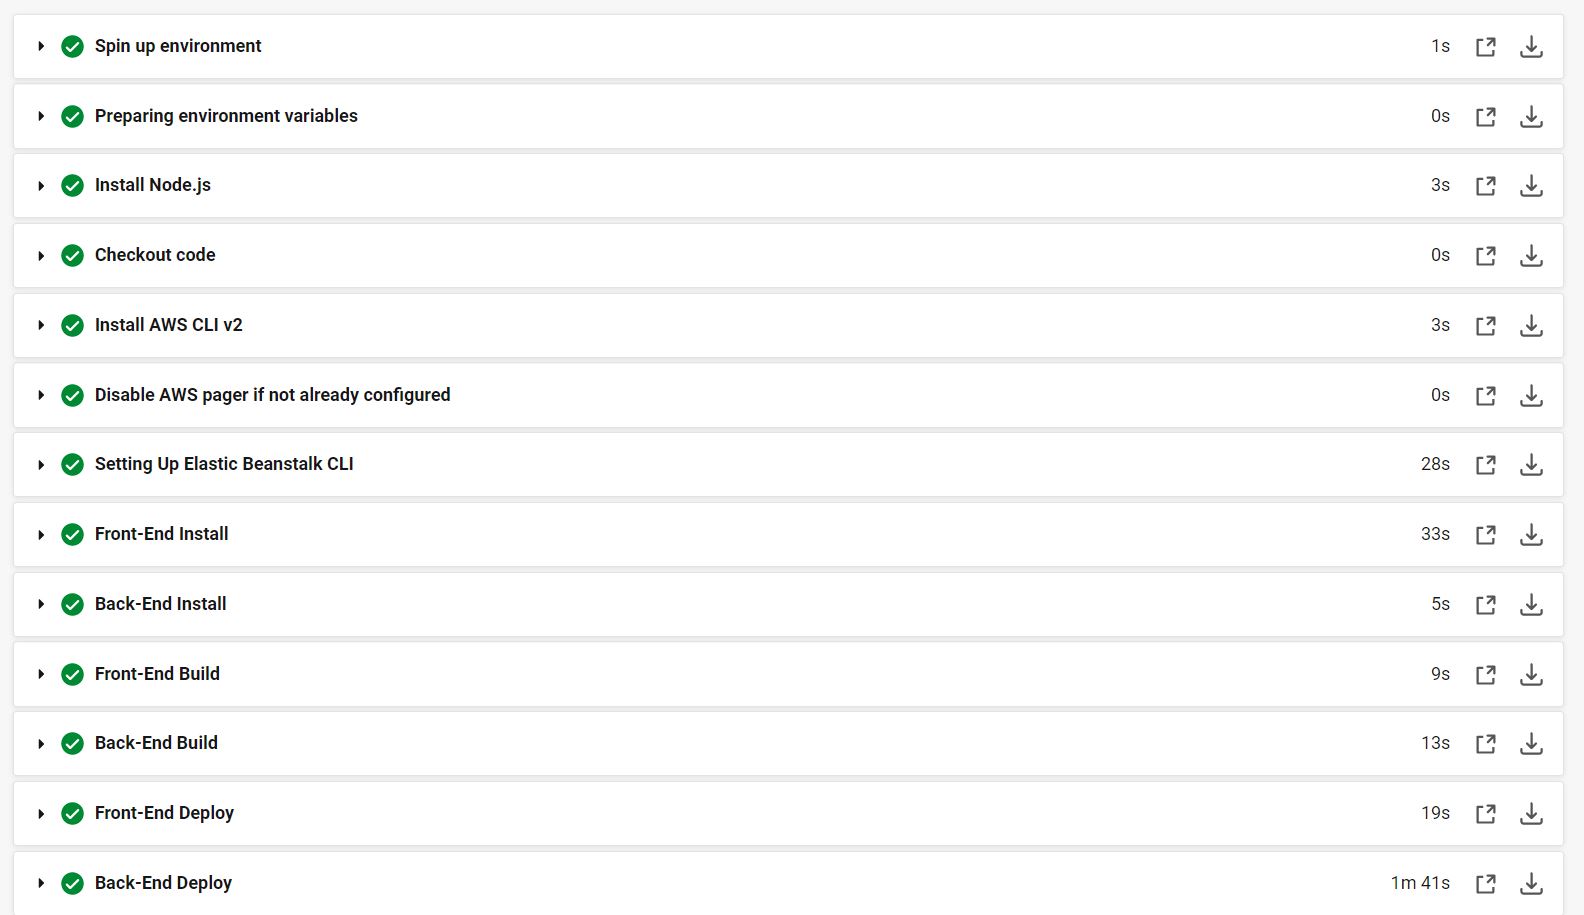 Spin up environment 1s
Preparing environment variables 0s
Install Node.js 3s
Checkout code 0s
Install AWS CLI v2 3s
Disable AWS pager if not already configured 0s
Setting Up Elastic Beanstalk CLI 28s
Front-End Install 33s
Back-End Install 5s
Front-End Build 9s
Back-End Build 13s
Front-End Deploy 19s
Back-End Deploy 1m 41s